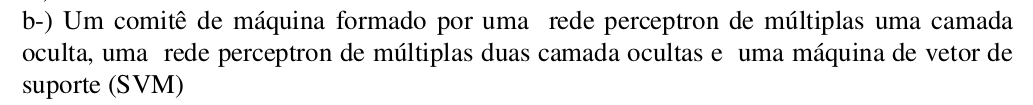 b-) Um comitê de máquina formado por uma rede perceptron de múltiplas uma camada
oculta, uma rede perceptron de múltiplas duas camada ocultas e uma máquina de vetor de
suporte (SVM)